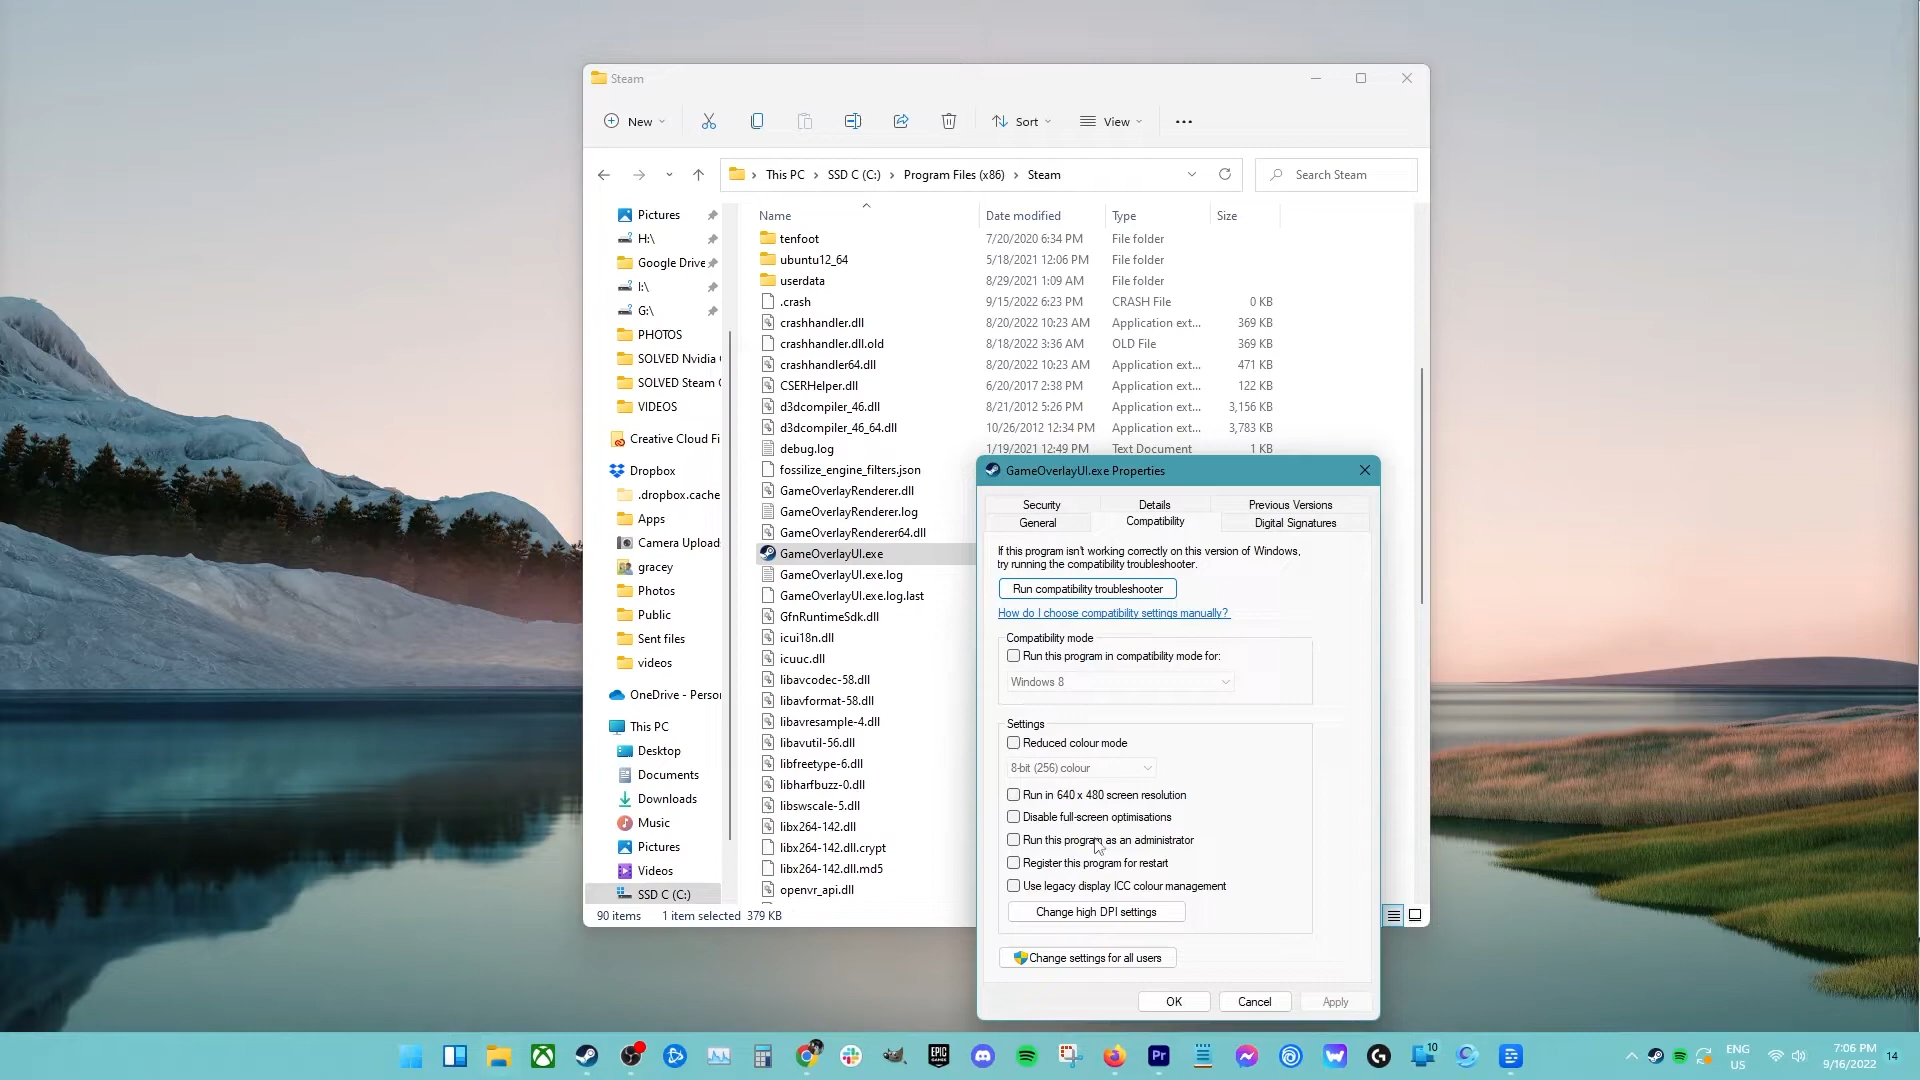 Steam
New
Sort
View
This PC
SSD C (C:)
Program Files (x86)
Steam
Search Steam
Pictures
H:\
Google Drive
I:\
G:\
PHOTOS
SOLVED Nvidia
SOLVED Steam
VIDEOS
Creative Cloud Fi
Dropbox
.dropbox.cache
Apps
Camera Upload
gracey
Photos
Public
Sent files
videos
OneDrive - Person
This PC
Desktop
Documents
Downloads
Music
Pictures
Videos
SSD C (C:)
Name Date modified Type Size
tenfoot 7/20/2020 6:34 PM File folder
ubuntu12_64 5/18/2021 12:06 PM File folder
userdata 8/29/2021 1:09 AM File folder
.crash 9/15/2022 6:23 PM CRASH File 0 KB
crashhandler.dll 8/20/2022 10:23 AM Application ext... 369 KB
crashhandler.dll.old 8/18/2022 3:36 AM OLD File 369 KB
crashhandler64.dll 8/20/2022 10:23 AM Application ext... 471 KB
CSERHelper.dll 6/20/2017 2:38 PM Application ext... 122 KB
d3dcompiler_46.dll 8/21/2012 5:26 PM Application ext... 3,156 KB
d3dcompiler_46_64.dll 10/26/2012 12:34 PM Application ext... 3,783 KB
debug.log 1/19/2021 12:49 PM Text Document 1 KB
fossilize_engine_filters.json
GameOverlayRenderer.dll
GameOverlayRenderer.log
GameOverlayRenderer64.dll
GameOverlayUI.exe
GameOverlayUI.exe.log
GameOverlayUI.exe.log.last
GfnRuntimeSdk.dll
icui18n.dll
icuuc.dll
libavcodec-58.dll
libavformat-58.dll
libavresample-4.dll
libavutil-56.dll
libfreetype-6.dll
libharfbuzz-0.dll
libswscale-5.dll
libx264-142.dll
libx264-142.dll.crypt
libx264-142.dll.md5
openvr_api.dll
90 items 1 item selected 379 KB
GameOverlayUI.exe Properties
Security Details Previous Versions
General Compatibility Digital Signatures
If this program isn't working correctly on this version of Windows,
try running the compatibility troubleshooter.
Run compatibility troubleshooter
How do I choose compatibility settings manually?
Compatibility mode
Run this program in compatibility mode for:
Windows 8
Settings
Reduced colour mode
8-bit (256) colour
Run in 640 x 480 screen resolution
Disable full-screen optimisations
Run this program as an administrator
Register this program for restart
Use legacy display ICC colour management
Change high DPI settings
Change settings for all users
OK Cancel Apply
EPIC
GAMES
Pr
10
ENG
US
7:06 PM
9/16/2022
14